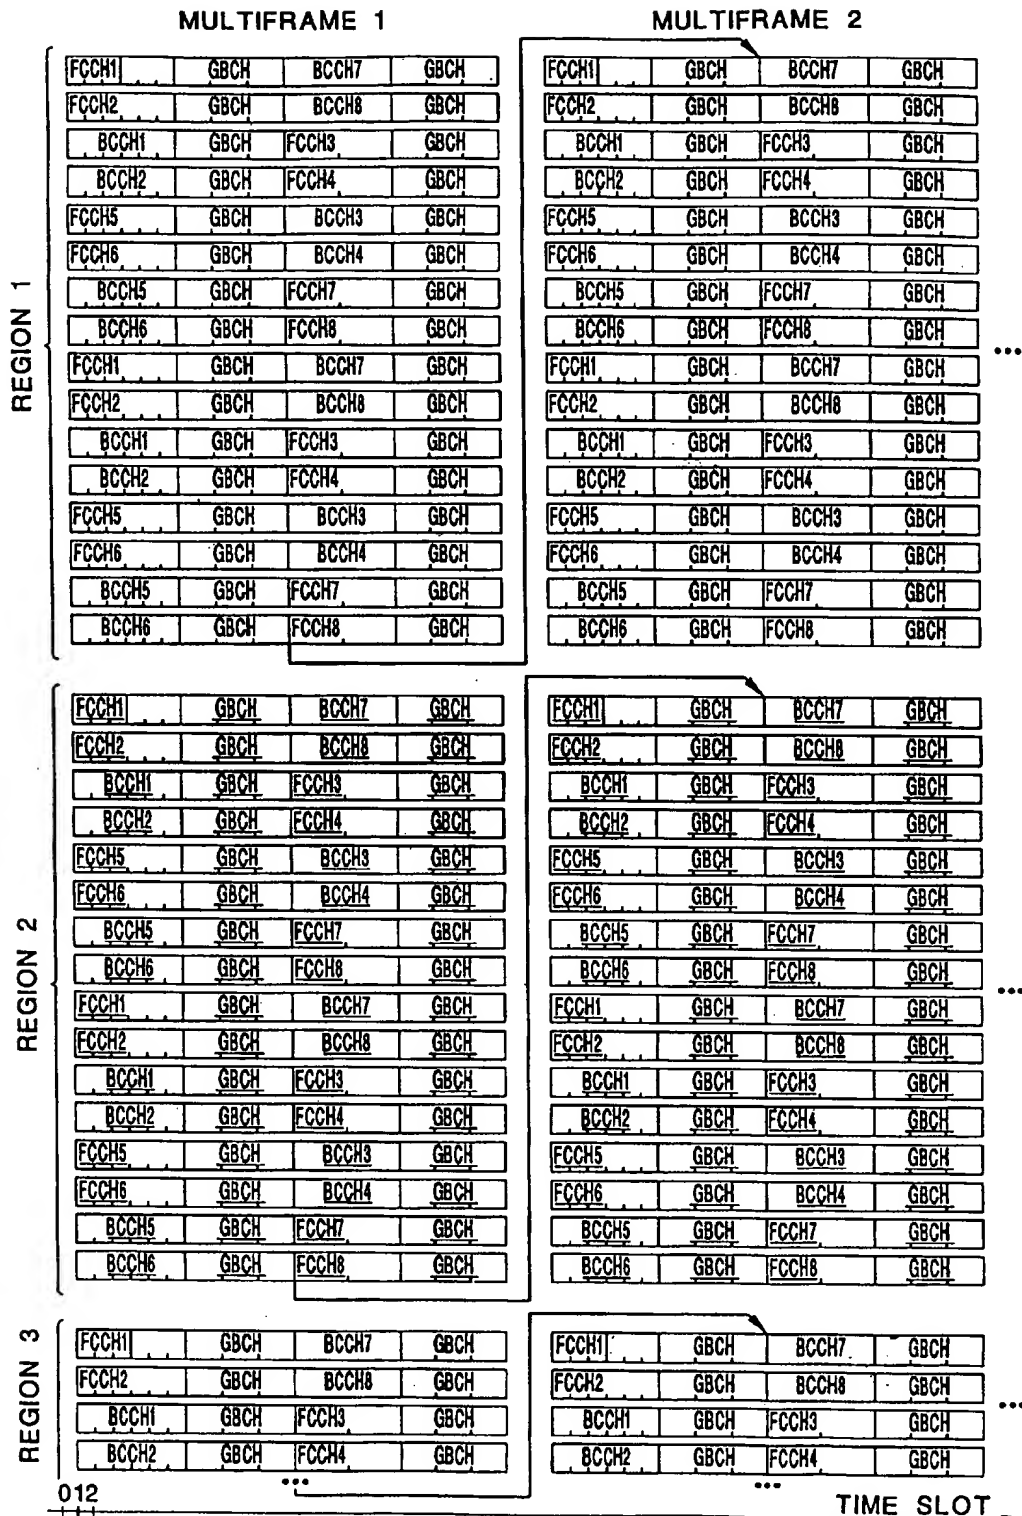 MULTIFRAME 1 MULTIFRAME 2
REGION 1
FCCH1 GBCH BCCH7 GBCH FCCH1 GBCH BCCH7 GBCH
FCCH2 GBCH BCCH8 GBCH FCCH2 GBCH BCCH8 GBCH
BCCH1 GBCH FCCH3 GBCH BCCH1 GBCH FCCH3 GBCH
BCCH2 GBCH FCCH4 GBCH BCCH2 GBCH FCCH4 GBCH
FCCH5 GBCH BCCH3 GBCH FCCH5 GBCH BCCH3 GBCH
FCCH6 GBCH BCCH4 GBCH FCCH6 GBCH BCCH4 GBCH
BCCH5 GBCH FCCH7 GBCH BCCH5 GBCH FCCH7 GBCH
BCCH6 GBCH FCCH8 GBCH BCCH6 GBCH FCCH8 GBCH
FCCH1 GBCH BCCH7 GBCH FCCH1 GBCH BCCH7 GBCH
FCCH2 GBCH BCCH8 GBCH FCCH2 GBCH BCCH8 GBCH
BCCH1 GBCH FCCH3 GBCH BCCH1 GBCH FCCH3 GBCH
BCCH2 GBCH FCCH4 GBCH BCCH2 GBCH FCCH4 GBCH
FCCH5 GBCH BCCH3 GBCH FCCH5 GBCH BCCH3 GBCH
FCCH6 GBCH BCCH4 GBCH FCCH6 GBCH BCCH4 GBCH
BCCH5 GBCH FCCH7 GBCH BCCH5 GBCH FCCH7 GBCH
BCCH6 GBCH FCCH8 GBCH BCCH6 GBCH FCCH8 GBCH
...
REGION 2
FCCH1 GBCH BCCH7 GBCH FCCH1 GBCH BCCH7 GBCH
FCCH2 GBCH BCCH8 GBCH FCCH2 GBCH BCCH8 GBCH
BCCH1 GBCH FCCH3 GBCH BCCH1 GBCH FCCH3 GBCH
BCCH2 GBCH FCCH4 GBCH BCCH2 GBCH FCCH4 GBCH
FCCH5 GBCH BCCH3 GBCH FCCH5 GBCH BCCH3 GBCH
FCCH6 GBCH BCCH4 GBCH FCCH6 GBCH BCCH4 GBCH
BCCH5 GBCH FCCH7 GBCH BCCH5 GBCH FCCH7 GBCH
BCCH6 GBCH FCCH8 GBCH BCCH6 GBCH FCCH8 GBCH
FCCH1 GBCH BCCH7 GBCH FCCH1 GBCH BCCH7 GBCH
FCCH2 GBCH BCCH8 GBCH FCCH2 GBCH BCCH8 GBCH
BCCH1 GBCH FCCH3 GBCH BCCH1 GBCH FCCH3 GBCH
BCCH2 GBCH FCCH4 GBCH BCCH2 GBCH FCCH4 GBCH
FCCH5 GBCH BCCH3 GBCH FCCH5 GBCH BCCH3 GBCH
FCCH6 GBCH BCCH4 GBCH FCCH6 GBCH BCCH4 GBCH
BCCH5 GBCH FCCH7 GBCH BCCH5 GBCH FCCH7 GBCH
BCCH6 GBCH FCCH8 GBCH BCCH6 GBCH FCCH8 GBCH
...
REGION 3
FCCH1 GBCH BCCH7 GBCH FCCH1 GBCH BCCH7 GBCH
FCCH2 GBCH BCCH8 GBCH FCCH2 GBCH BCCH8 GBCH
BCCH1 GBCH FCCH3 GBCH BCCH1 GBCH FCCH3 GBCH
BCCH2 GBCH FCCH4 GBCH BCCH2 GBCH FCCH4 GBCH
...
... ...
012 TIME SLOT